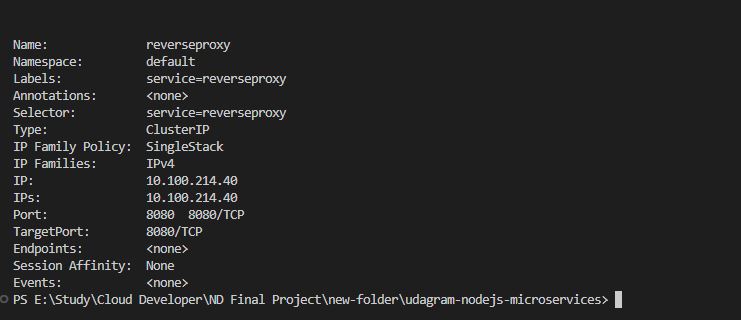 Name: reverseproxy
Namespace: default
Labels: service=reverseproxy
Annotations: <none>
Selector: service=reverseproxy
Type: ClusterIP
IP Family Policy: SingleStack
IP Families: IPv4
IP: 10.100.214.40
IPs: 10.100.214.40
Port: 8080 8080/TCP
TargetPort: 8080/TCP
Endpoints: <none>
Session Affinity: None
Events: <none>
PS E:\Study\Cloud Developer\ND Final Project\new-folder\udagram-nodejs-microservices>